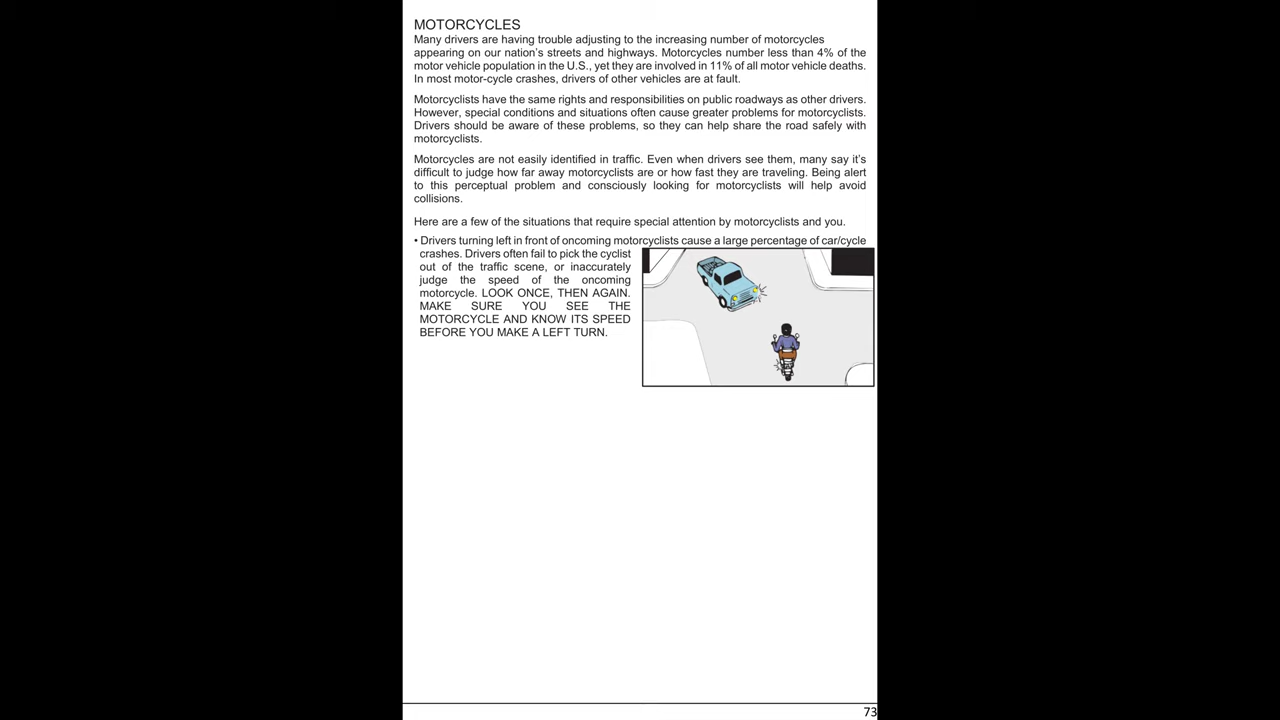 MOTORCYCLES
Many drivers are having trouble adjusting to the increasing number of motorcycles
appearing on our nation's streets and highways. Motorcycles number less than 4% of the
motor vehicle population in the U.S., yet they are involved in 11% of all motor vehicle deaths.
In most motor-cycle crashes, drivers of other vehicles are at fault.
Motorcyclists have the same rights and responsibilities on public roadways as other drivers.
However, special conditions and situations often cause greater problems for motorcyclists.
Drivers should be aware of these problems, so they can help share the road safely with
motorcyclists.
Motorcycles are not easily identified in traffic. Even when drivers see them, many say it's
difficult to judge how far away motorcyclists are or how fast they are traveling. Being alert
to this perceptual problem and consciously looking for motorcyclists will help avoid
collisions.
Here are a few of the situations that require special attention by motorcyclists and you.
• Drivers turning left in front of oncoming motorcyclists cause a large percentage of car/cycle
crashes. Drivers often fail to pick the cyclist
out of the traffic scene, or inaccurately
judge the speed of the oncoming
motorcycle. LOOK ONCE, THEN AGAIN.
MAKE SURE YOU SEE THE
MOTORCYCLE AND KNOW ITS SPEED
BEFORE YOU MAKE A LEFT TURN.
73